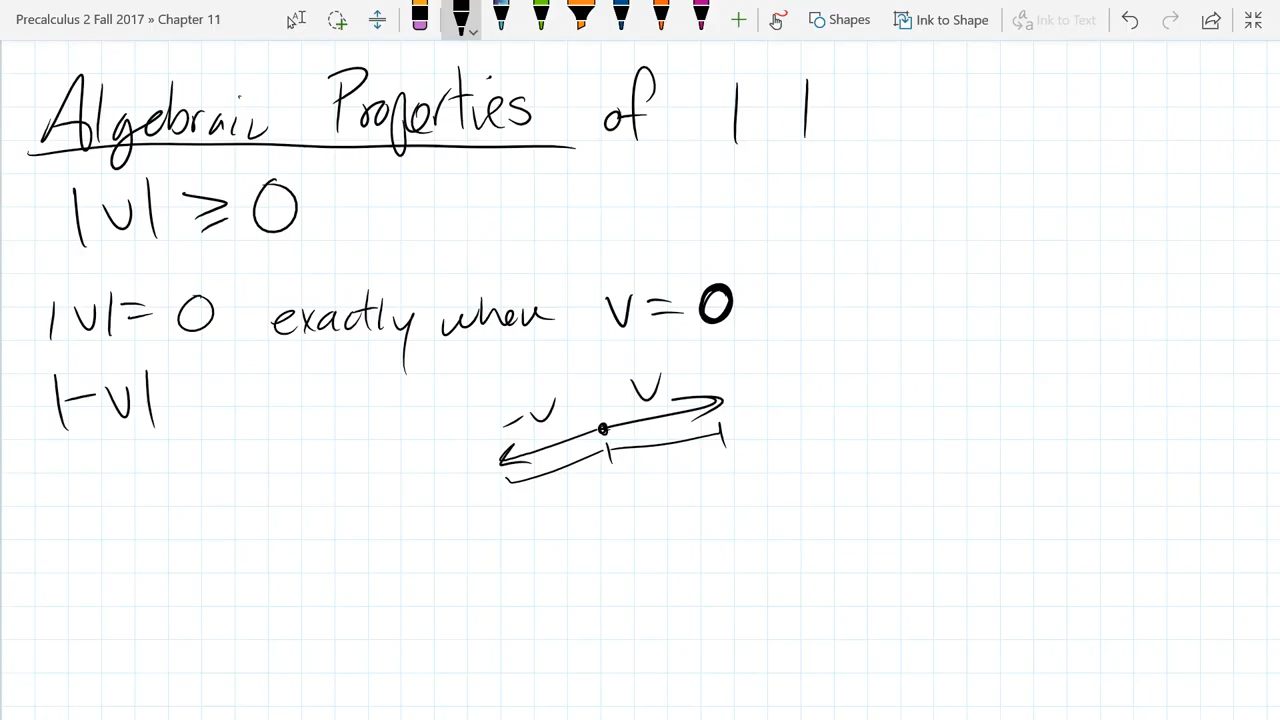 Precalculus 2 Fall 2017 » Chapter 11
Shapes
Ink to Shape
Ink to Text
Algebraic Properties of | |
|v| ⩾ 0
|v| = 0 exactly when v = 0
|-v|
-v
v